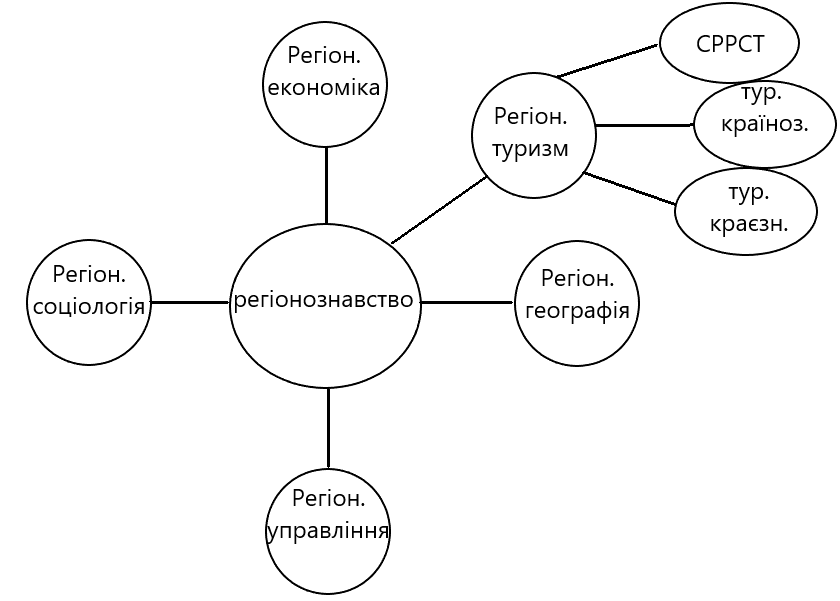 Регіон.
економіка
СРРСТ
тур.
країноз.
Регіон.
туризм
тур.
краєзн.
Регіон.
соціологія
регіонознавство
Регіон.
географія
Регіон.
управління